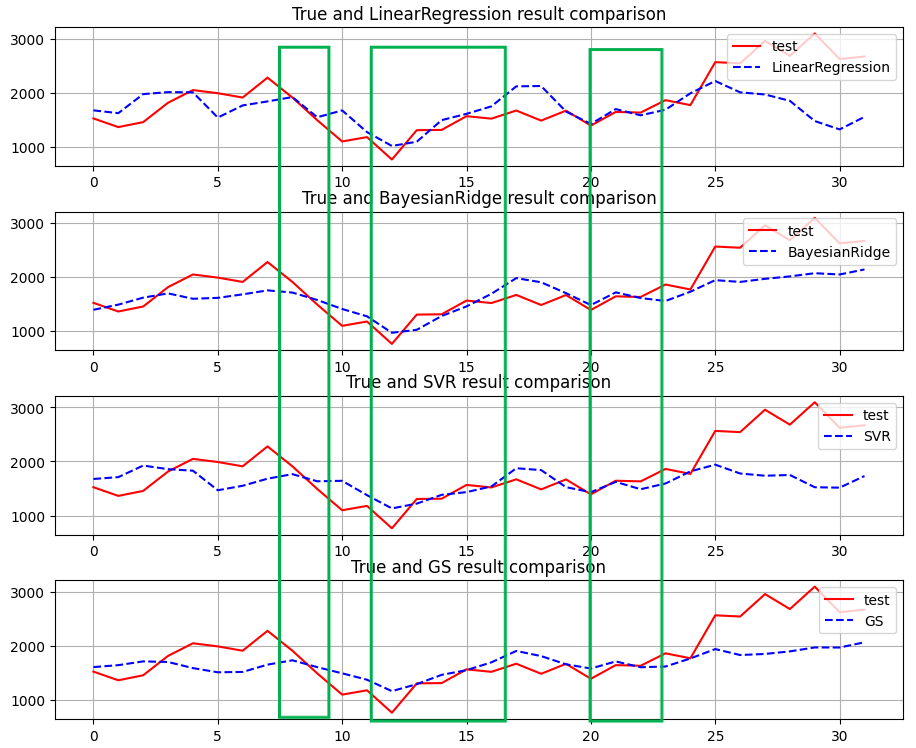 True and LinearRegression result comparison
3000
2000
1000
test
LinearRegression
0 5 10 15 20 25 30
True and BayesianRidge result comparison
3000
2000
1000
test
BayesianRidge
0 5 10 15 20 25 30
True and SVR result comparison
3000
2000
1000
test
SVR
0 5 10 15 20 25 30
True and GS result comparison
3000
2000
1000
test
GS
0 5 10 15 20 25 30